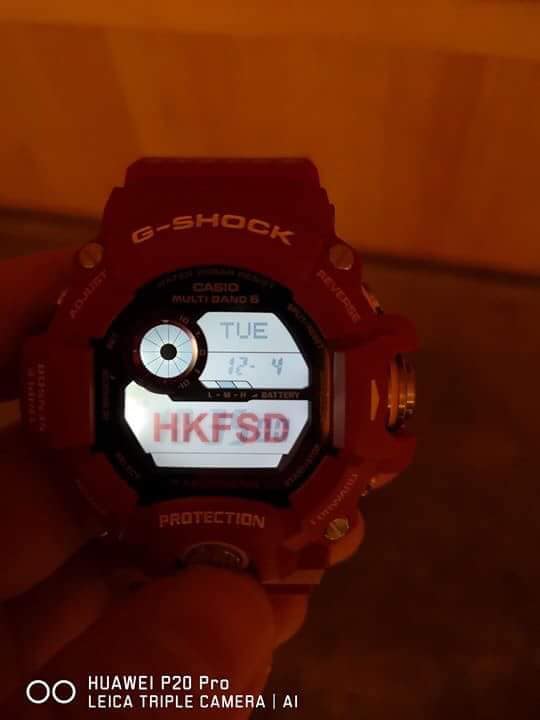 G-SHOCK
ADJUST
REVERSE
CASIO
MULTI BAND 6
TUE
12- 4
L - M - H BATTERY
HKFSD
FORWARD
PROTECTION
HUAWEI P20 Pro
LEICA TRIPLE CAMERA | AI